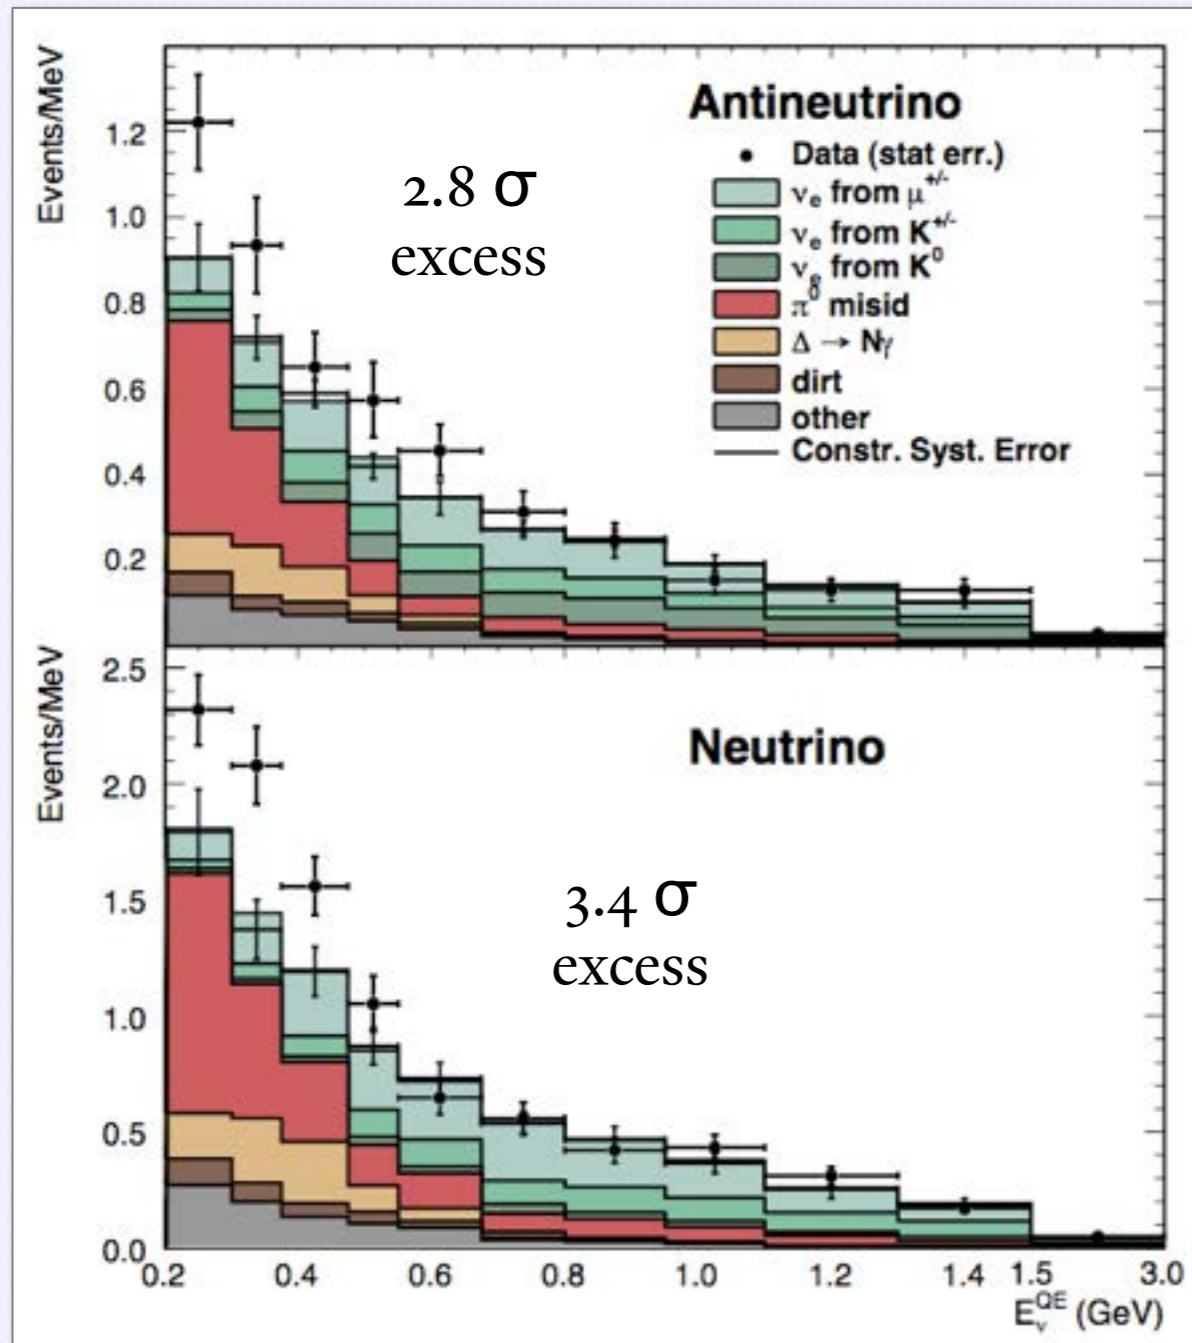 Events/MeV
1.2
1.0
0.8
0.6
0.4
0.2
Antineutrino
Data (stat err.)
νe from μ+/-
νe from K+/-
νe from K0
π0 misid
Δ → Nγ
dirt
other
Constr. Syst. Error
2.8 σ
excess
Events/MeV
2.5
2.0
1.5
1.0
0.5
0.0
Neutrino
3.4 σ
excess
0.2 0.4 0.6 0.8 1.0 1.2 1.4 1.5 3.0
EνQE (GeV)